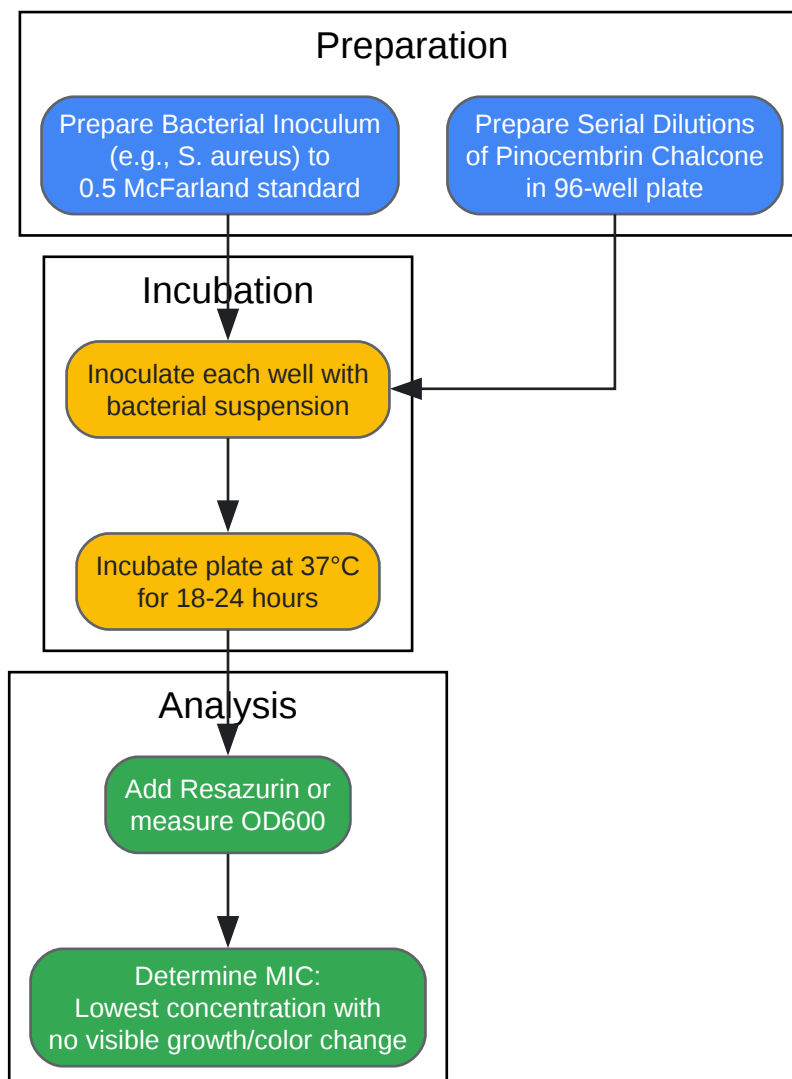 Preparation
Prepare Bacterial Inoculum
(e.g., S. aureus) to
0.5 McFarland standard
Prepare Serial Dilutions
of Pinocembrin Chalcone
in 96-well plate
Incubation
Inoculate each well with
bacterial suspension
Incubate plate at 37°C
for 18-24 hours
Analysis
Add Resazurin or
measure OD600
Determine MIC:
Lowest concentration with
no visible growth/color change